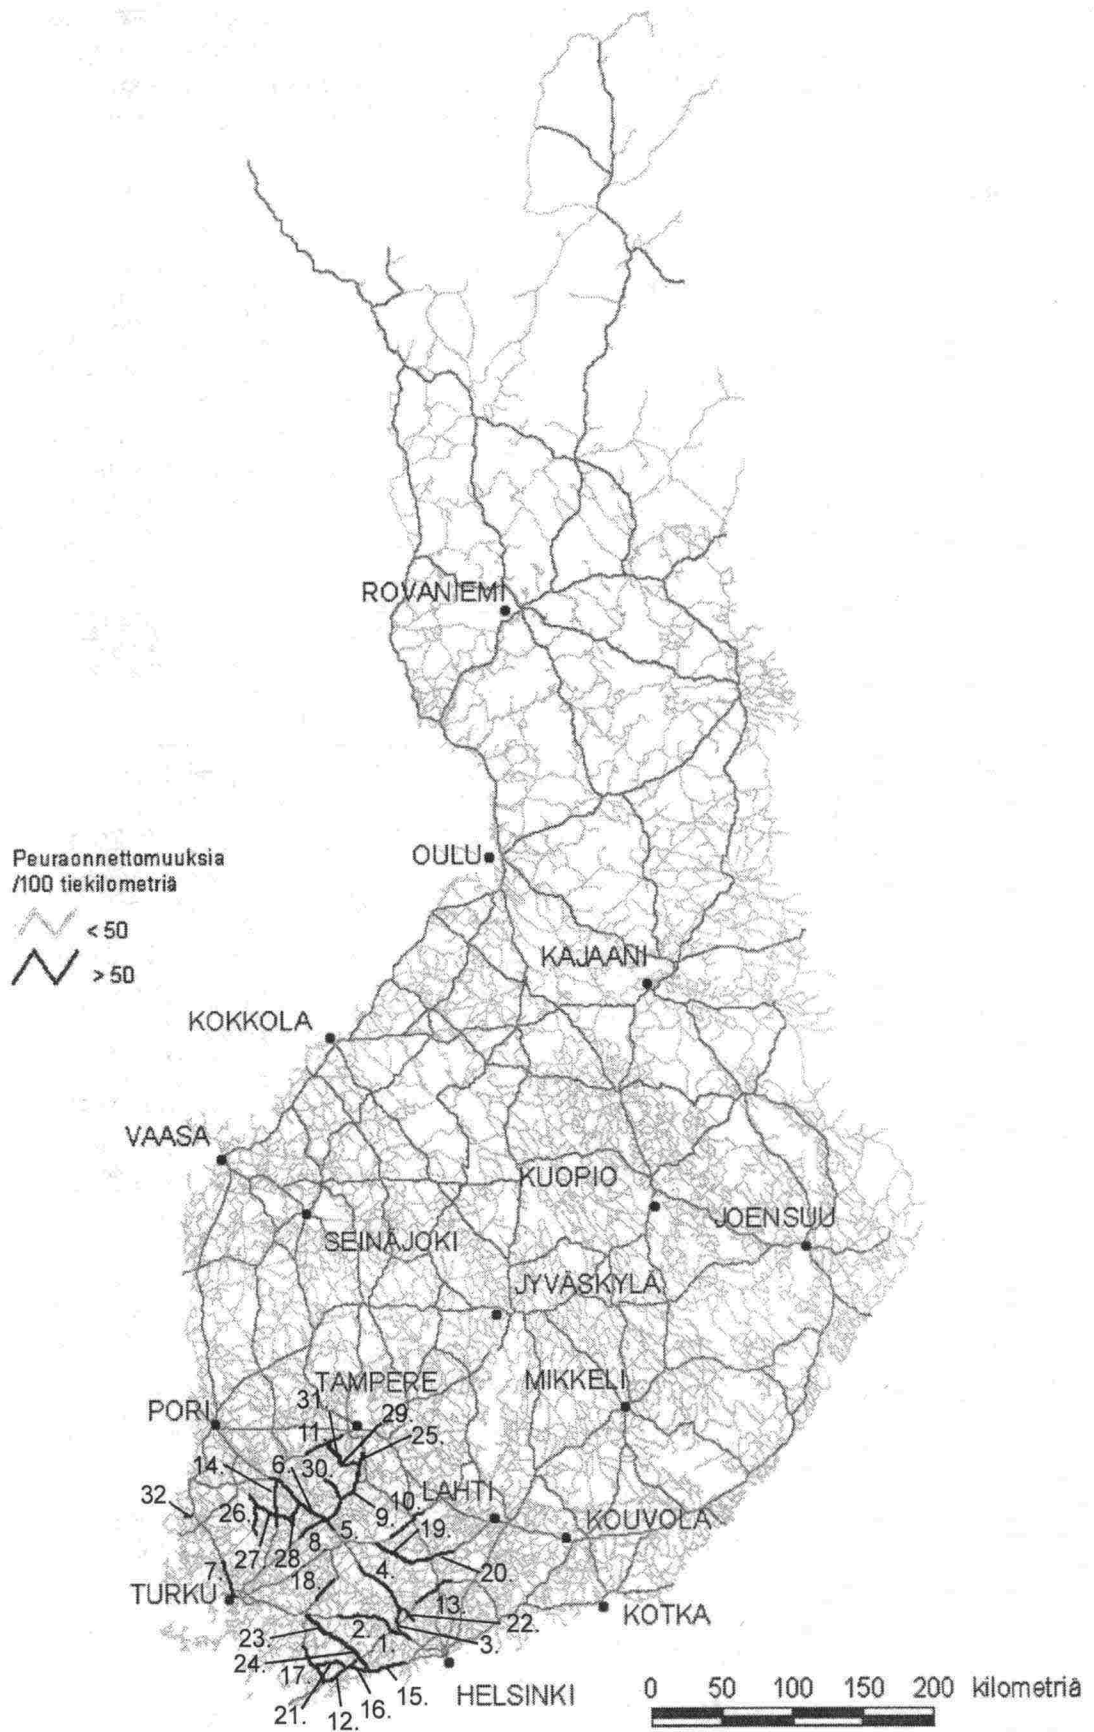 ROVANIEMI
OULU
Peuraonnettomuuksia
/100 tiekilometriä
< 50
> 50
KAJAANI
KOKKOLA
VAASA
KUOPIO
JOENSUU
SEINÄJOKI
JYVÄSKYLÄ
TAMPERE
MIKKELI
PORI
31.
29.
11.
25.
14.
6.
30.
LAHTI
32.
26.
10.
9.
KOUVOLA
5.
19.
8.
27.
28.
7.
4.
20.
18.
TURKU
13.
KOTKA
22.
2.
23.
1.
3.
24.
17.
15.
16.
21.
12.
HELSINKI
0 50 100 150 200 kilometriä